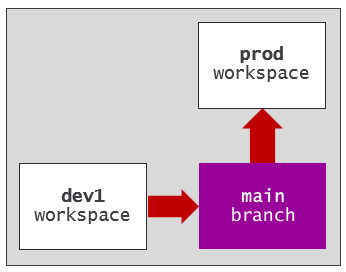 prod
workspace
dev1
workspace
main
branch